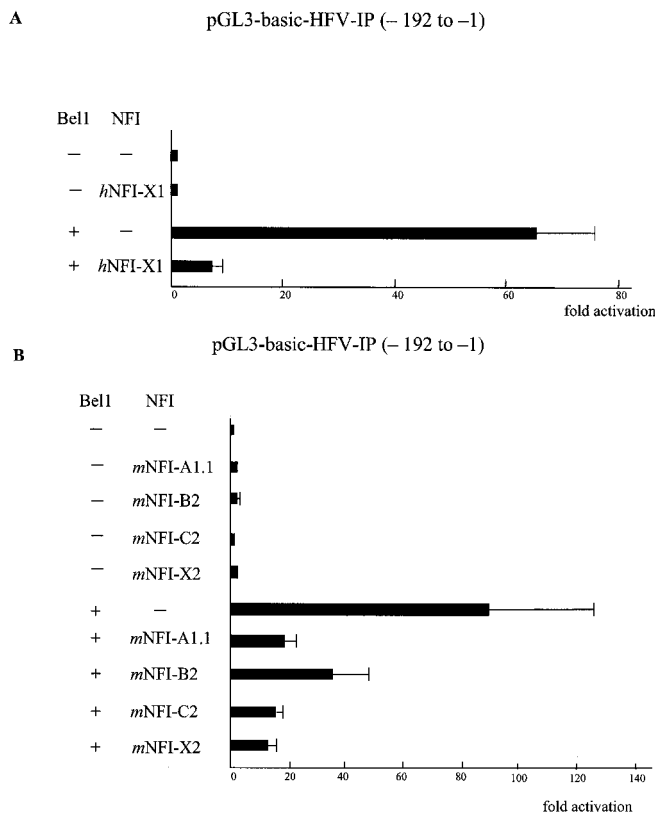 A
pGL3-basic-HFV-IP (– 192 to –1)
Bel1 NFI
– –
– hNFI-X1
+ –
+ hNFI-X1
0 20 40 60 80
fold activation
B
pGL3-basic-HFV-IP (– 192 to –1)
Bel1 NFI
– –
– mNFI-A1.1
– mNFI-B2
– mNFI-C2
– mNFI-X2
+ –
+ mNFI-A1.1
+ mNFI-B2
+ mNFI-C2
+ mNFI-X2
0 20 40 60 80 100 120 140
fold activation